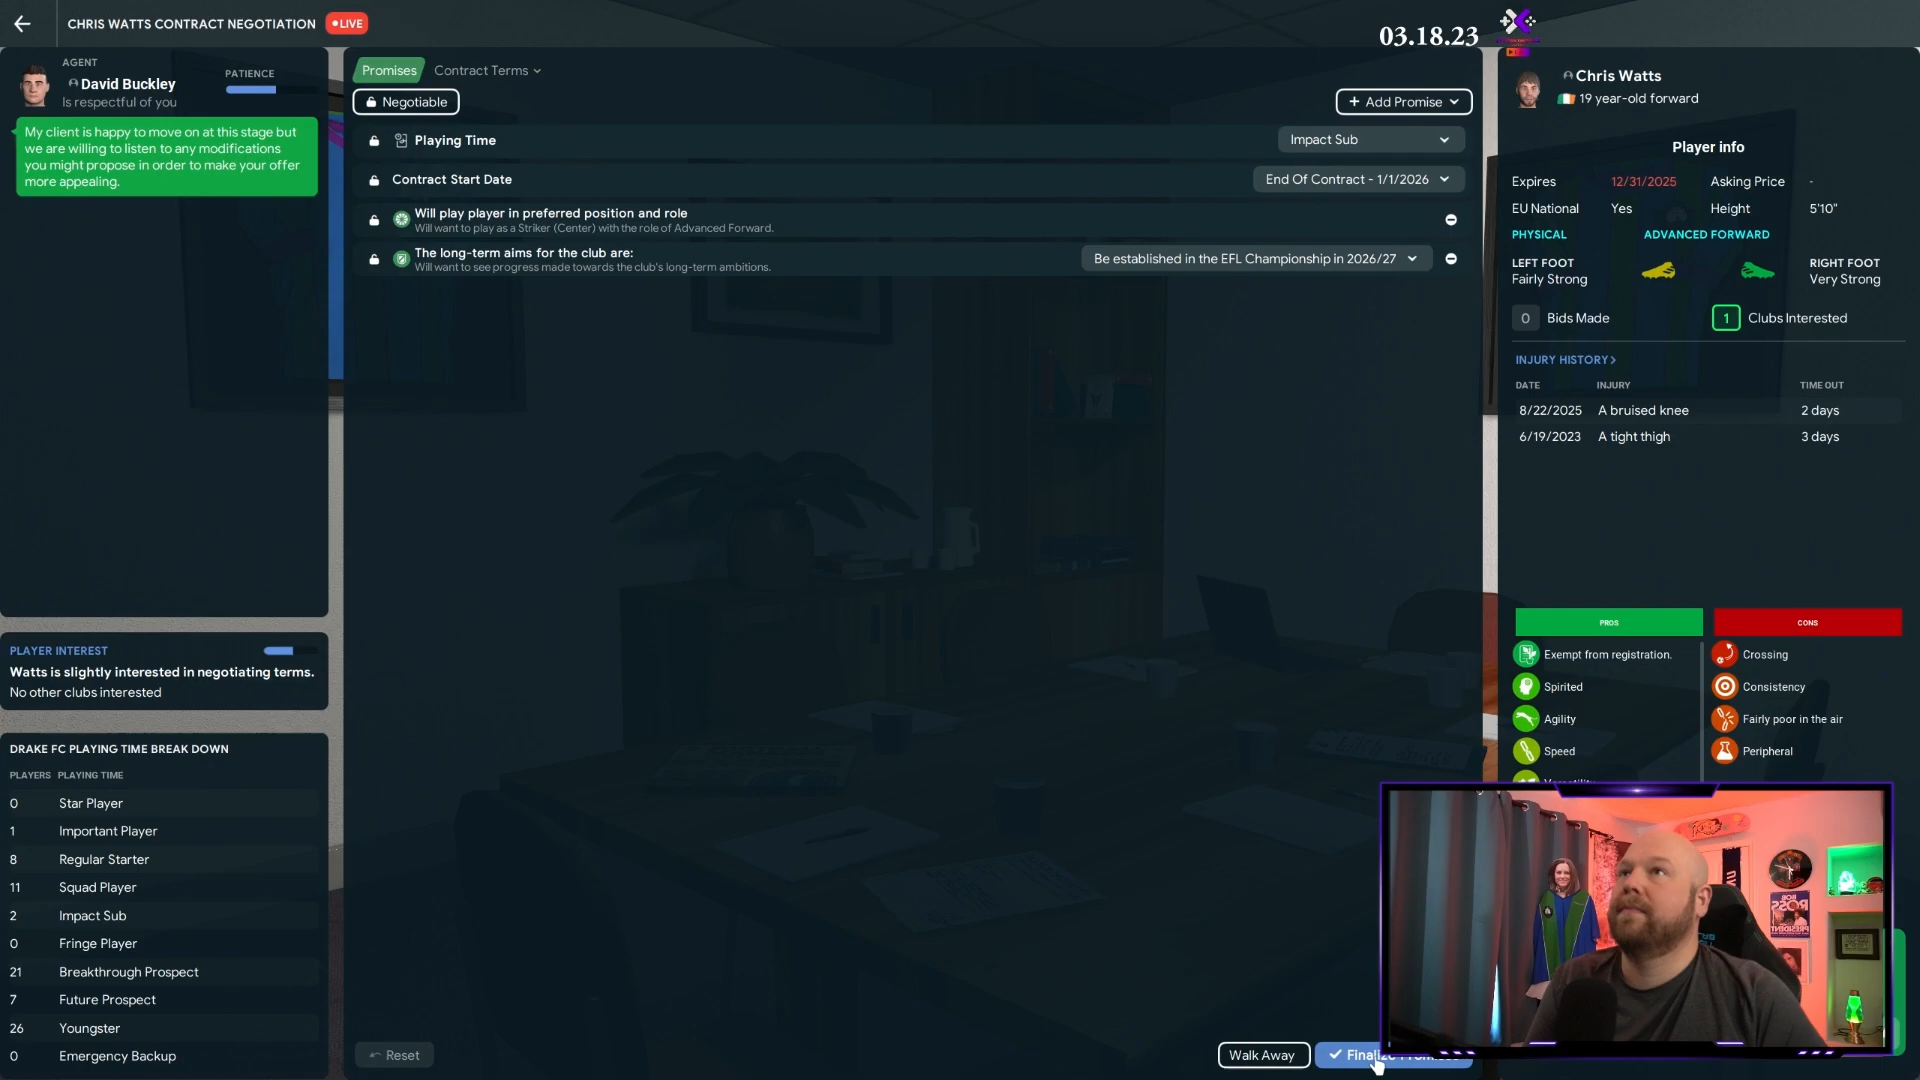 CHRIS WATTS CONTRACT NEGOTIATION
LIVE
03.18.23
AGENT
David Buckley
Is respectful of you
PATIENCE
My client is happy to move on at this stage but
we are willing to listen to any modifications
you might propose in order to make your offer
more appealing.
PLAYER INTEREST
Watts is slightly interested in negotiating terms.
No other clubs interested
DRAKE FC PLAYING TIME BREAK DOWN
PLAYERS PLAYING TIME
0 Star Player
1 Important Player
8 Regular Starter
11 Squad Player
2 Impact Sub
0 Fringe Player
21 Breakthrough Prospect
7 Future Prospect
26 Youngster
0 Emergency Backup
Promises Contract Terms
Negotiable
+ Add Promise
Playing Time Impact Sub
Contract Start Date End Of Contract - 1/1/2026
Will play player in preferred position and role
Will want to play as a Striker (Center) with the role of Advanced Forward.
The long-term aims for the club are:
Will want to see progress made towards the club's long-term ambitions.
Be established in the EFL Championship in 2026/27
Reset
Walk Away
Chris Watts
19 year-old forward
Player info
Expires 12/31/2025 Asking Price -
EU National Yes Height 5'10"
PHYSICAL ADVANCED FORWARD
LEFT FOOT
Fairly Strong
RIGHT FOOT
Very Strong
0 Bids Made
1 Clubs Interested
INJURY HISTORY >
DATE INJURY TIME OUT
8/22/2025 A bruised knee 2 days
6/19/2023 A tight thigh 3 days
PROS
CONS
Exempt from registration.
Spirited
Agility
Speed
Crossing
Consistency
Fairly poor in the air
Peripheral